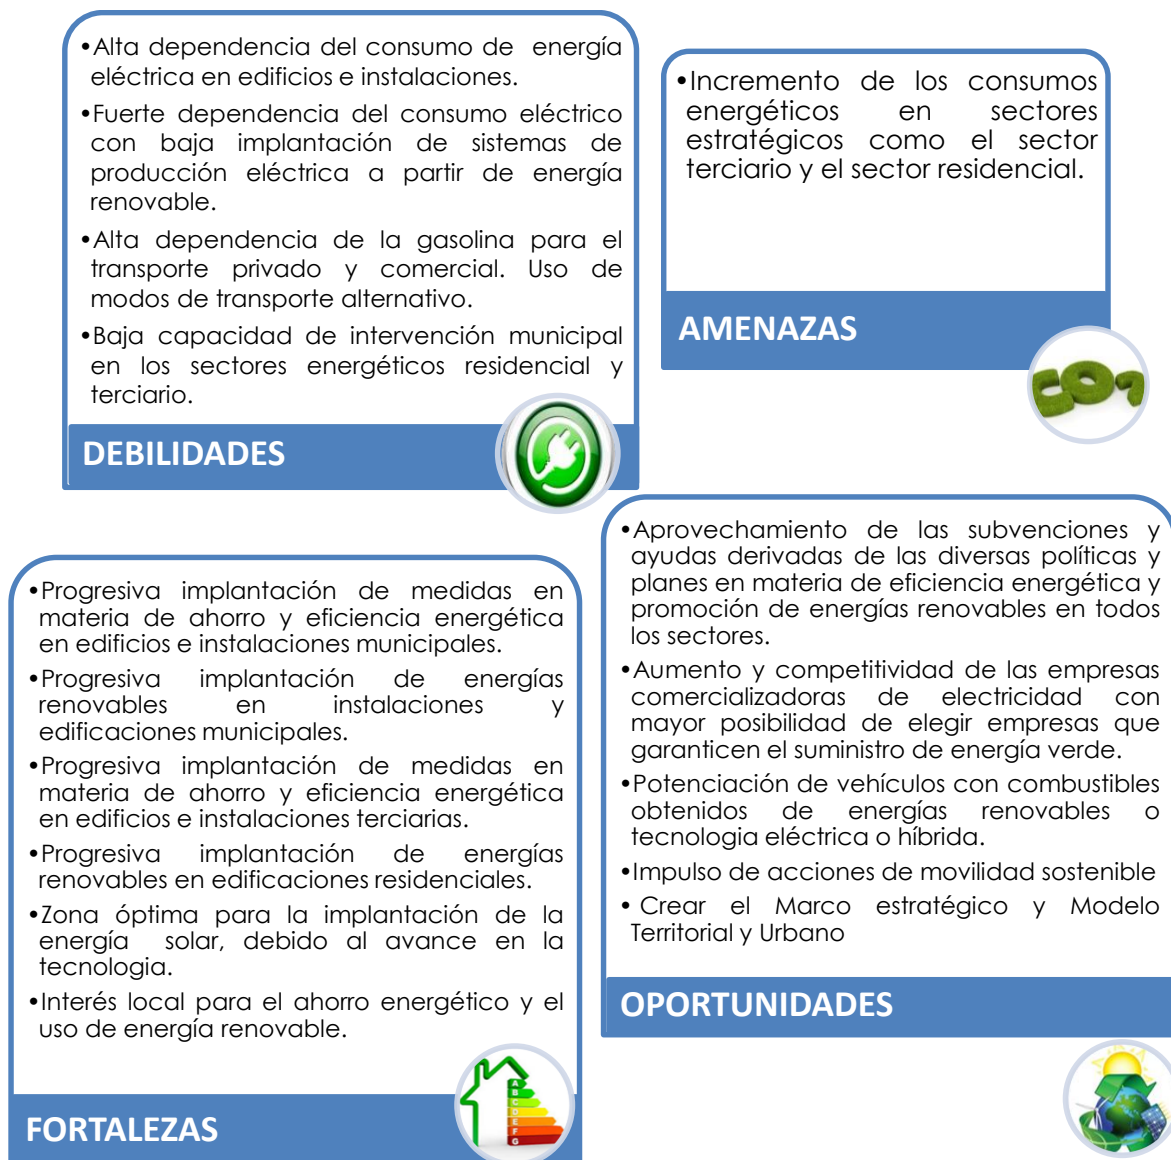 •Alta dependencia del consumo de energía
eléctrica en edificios e instalaciones.
•Fuerte dependencia del consumo eléctrico
con baja implantación de sistemas de
producción eléctrica a partir de energía
renovable.
•Alta dependencia de la gasolina para el
transporte privado y comercial. Uso de
modos de transporte alternativo.
•Baja capacidad de intervención municipal
en los sectores energéticos residencial y
terciario.
DEBILIDADES
•Incremento de los consumos
energéticos en sectores
estratégicos como el sector
terciario y el sector residencial.
AMENAZAS
•Progresiva implantación de medidas en
materia de ahorro y eficiencia energética
en edificios e instalaciones municipales.
•Progresiva implantación de energías
renovables en instalaciones y
edificaciones municipales.
•Progresiva implantación de medidas en
materia de ahorro y eficiencia energética
en edificios e instalaciones terciarias.
•Progresiva implantación de energías
renovables en edificaciones residenciales.
•Zona óptima para la implantación de la
energía solar, debido al avance en la
tecnologia.
•Interés local para el ahorro energético y el
uso de energía renovable.
A
B
C
D
E
F
G
FORTALEZAS
•Aprovechamiento de las subvenciones y
ayudas derivadas de las diversas políticas y
planes en materia de eficiencia energética y
promoción de energías renovables en todos
los sectores.
•Aumento y competitividad de las empresas
comercializadoras de electricidad con
mayor posibilidad de elegir empresas que
garanticen el suministro de energía verde.
•Potenciación de vehículos con combustibles
obtenidos de energías renovables o
tecnologia eléctrica o híbrida.
•Impulso de acciones de movilidad sostenible
• Crear el Marco estratégico y Modelo
Territorial y Urbano
OPORTUNIDADES